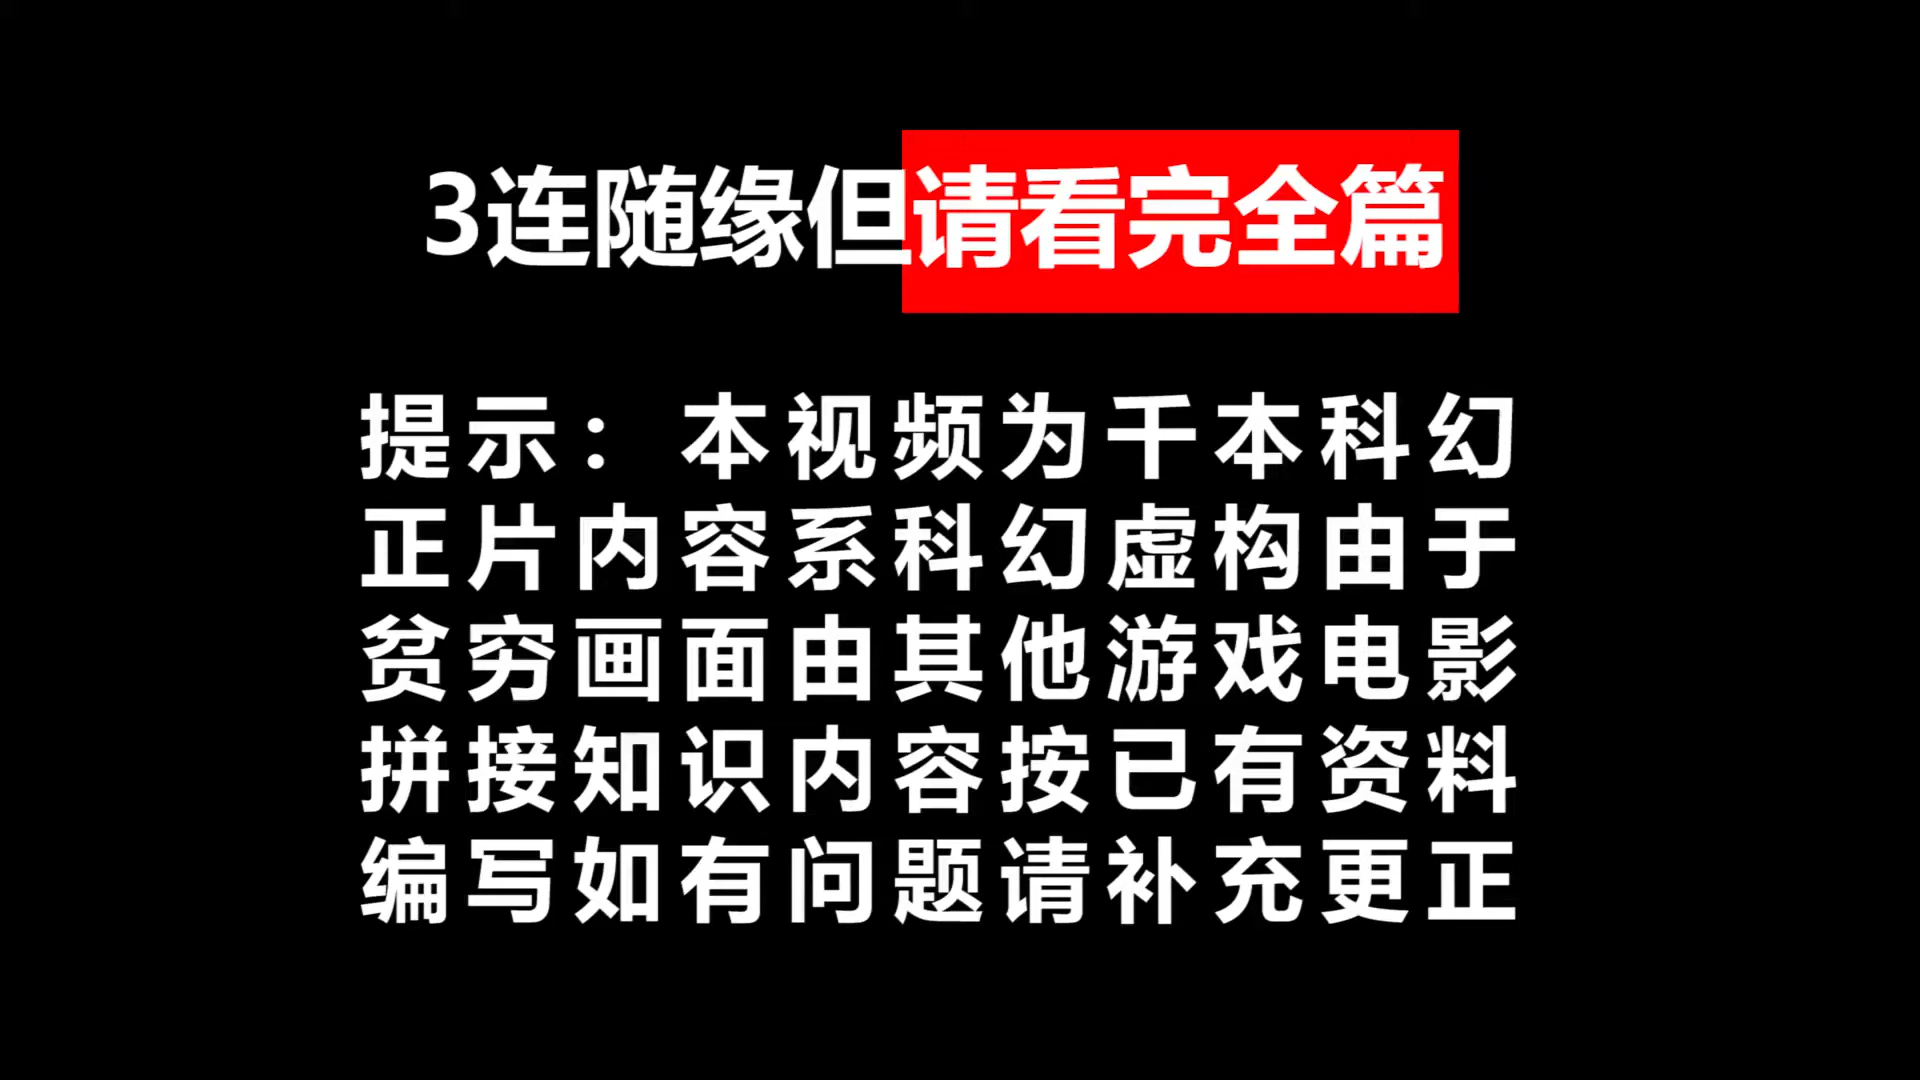 3连随缘但请看完全篇
提示：本视频为千本科幻
正片内容系科幻虚构由于
贫穷画面由其他游戏电影
拼接知识内容按已有资料
编写如有问题请补充更正